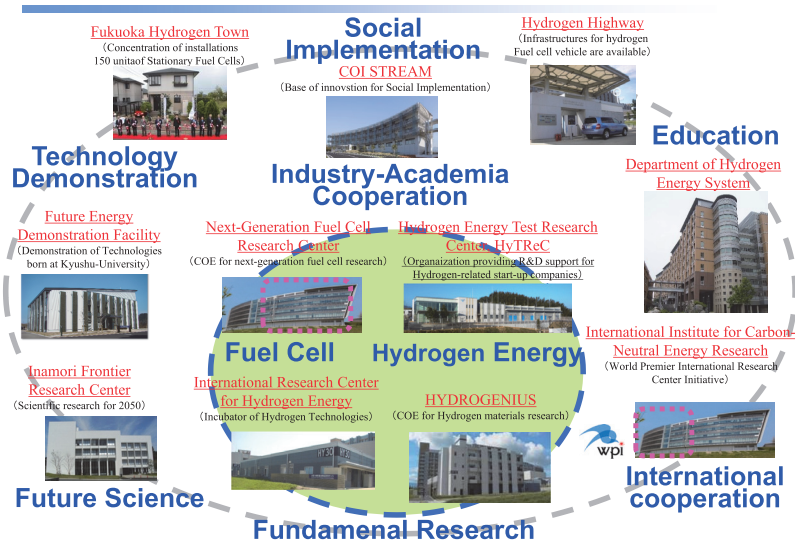 Social
Implementation
Fukuoka Hydrogen Town
(Concentration of installations
150 unitaof Stationary Fuel Cells)
COI STREAM
(Base of innovstion for Social Implementation)
Hydrogen Highway
(Infrastructures for hydrogen
Fuel cell vehicle are available)
Technology
Demonstration
Industry-Academia
Cooperation
Education
Department of Hydrogen
Energy System
Future Energy
Demonstration Facility
(Demonstration of Technologies
born at Kyushu-University)
Next-Generation Fuel Cell
Research Center
(COE for next-generation fuel cell research)
Hydrogen Energy Test Research
Center, HyTReC
(Organaization providing R&D support for
Hydrogen-related start-up companies)
Fuel Cell
Hydrogen Energy
International Institute for Carbon-
Neutral Energy Research
(World Premier International Research
Center Initiative)
Inamori Frontier
Research Center
(Scientific research for 2050)
International Research Center
for Hydrogen Energy
(Incubator of Hydrogen Technologies)
HYDROGENIUS
(COE for Hydrogen materials research)
wpi
Future Science
International
cooperation
Fundamenal Research